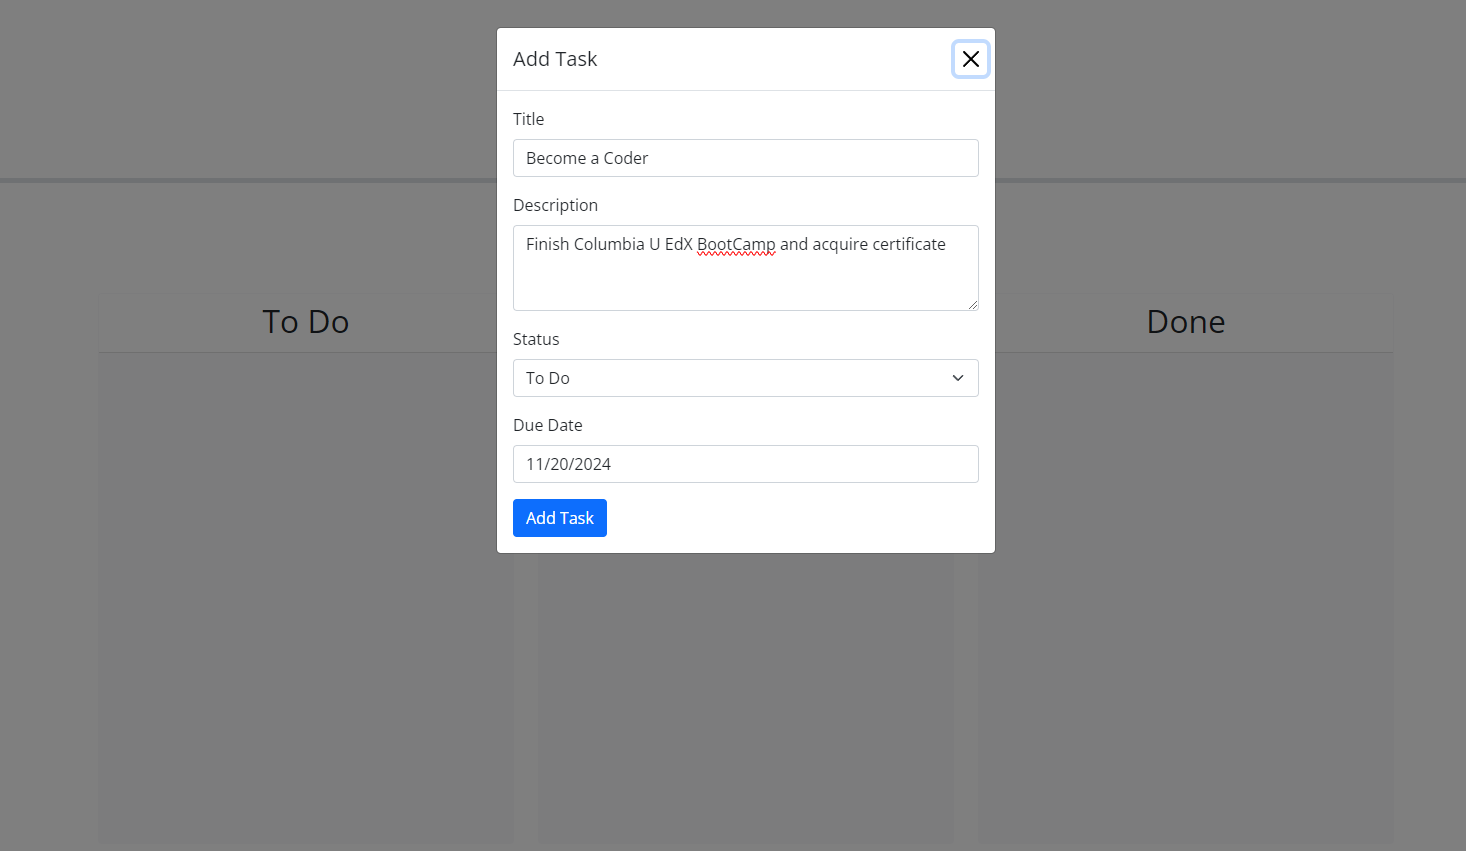 Add Task
Title
Become a Coder
Description
Finish Columbia U EdX BootCamp and acquire certificate
Status
To Do
Due Date
11/20/2024
Add Task
To Do
Done